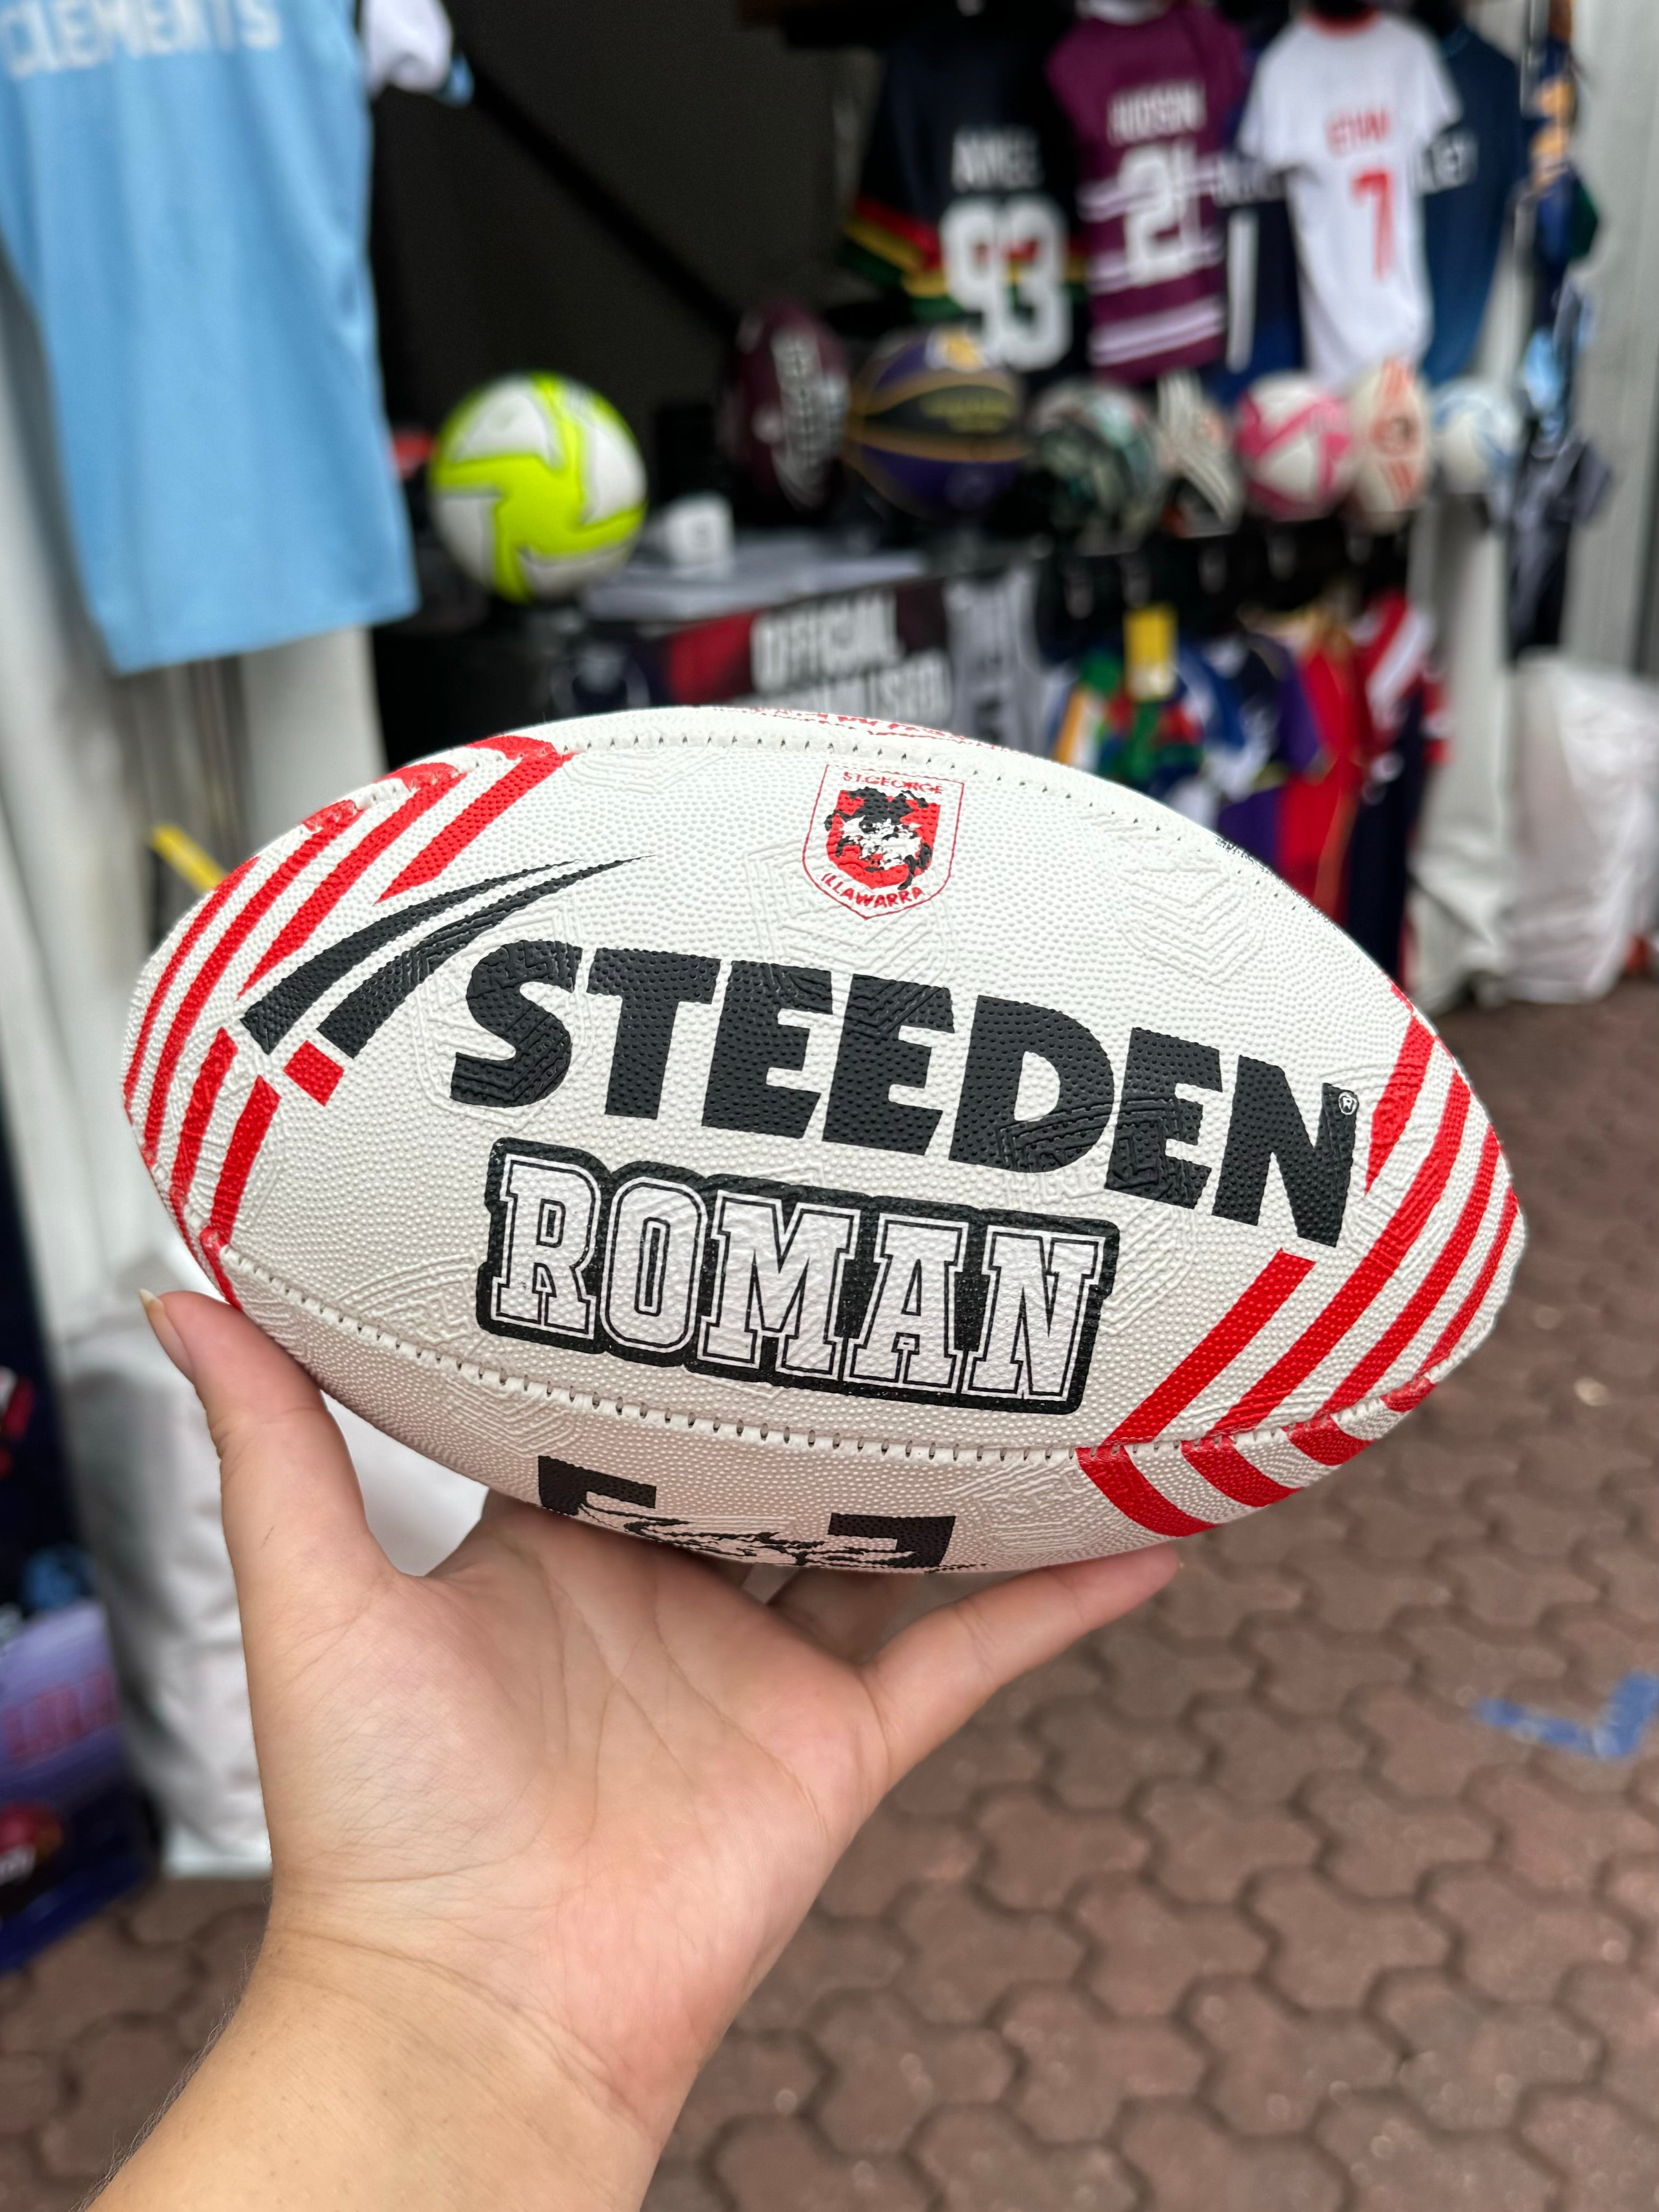 CLEMENTS
93
21
7
OFFICIAL
ST.GEORGE
ILLAWARRA
STEEDEN®
ROMAN